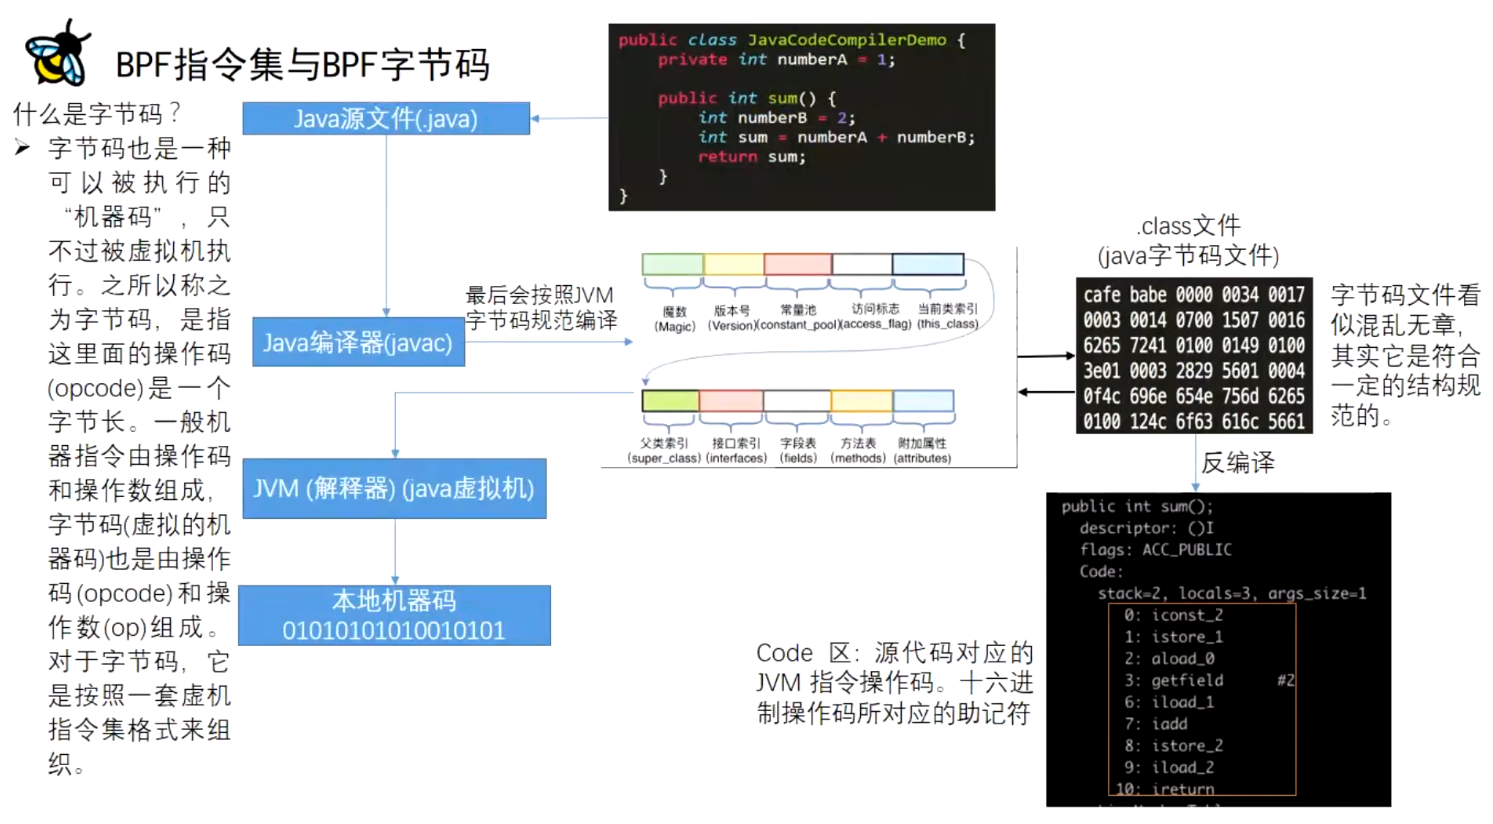 BPF指令集与BPF字节码
什么是字节码？
➢ 字节码也是一种
可以被执行的
“机器码”，只
不过被虚拟机执
行。之所以称之
为字节码，是指
这里面的操作码
(opcode)是一个
字节长。一般机
器指令由操作码
和操作数组成，
字节码(虚拟的机
器码)也是由操作
码(opcode)和操
作数(op)组成。
对于字节码，它
是按照一套虚机
指令集格式来组
织。
Java源文件(.java)
public class JavaCodeCompilerDemo {
private int numberA = 1;
public int sum() {
int numberB = 2;
int sum = numberA + numberB;
return sum;
}
}
Java编译器(javac)
最后会按照JVM
字节码规范编译
魔数 版本号 常量池 访问标志 当前类索引
(Magic) (Version) (constant_pool) (access_flag) (this_class)
父类索引 接口索引 字段表 方法表 附加属性
(super_class) (interfaces) (fields) (methods) (attributes)
JVM (解释器) (java虚拟机)
本地机器码
01010101010010101
.class文件
(java字节码文件)
cafe babe 0000 0034 0017
0003 0014 0700 1507 0016
6265 7241 0100 0149 0100
3e01 0003 2829 5601 0004
0f4c 696e 654e 756d 6265
0100 124c 6f63 616c 5661
字节码文件看
似混乱无章，
其实它是符合
一定的结构规
范的。
反编译
public int sum();
descriptor: ()I
flags: ACC_PUBLIC
Code:
stack=2, locals=3, args_size=1
0: iconst_2
1: istore_1
2: aload_0
3: getfield #2
6: iload_1
7: iadd
8: istore_2
9: iload_2
10: ireturn
Code 区: 源代码对应的
JVM 指令操作码。十六进
制操作码所对应的助记符